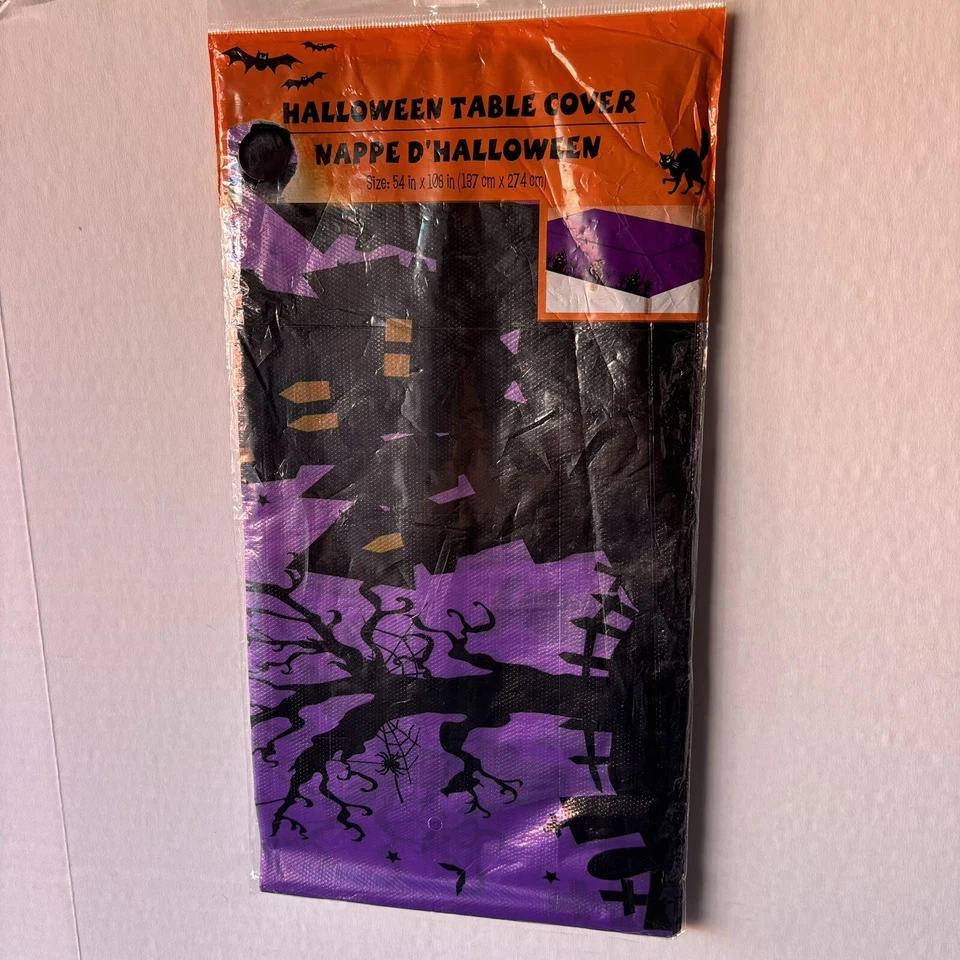 HALLOWEEN TABLE COVER
NAPPE D'HALLOWEEN
Size: 54 in x 108 in (137 cm x 274 cm)